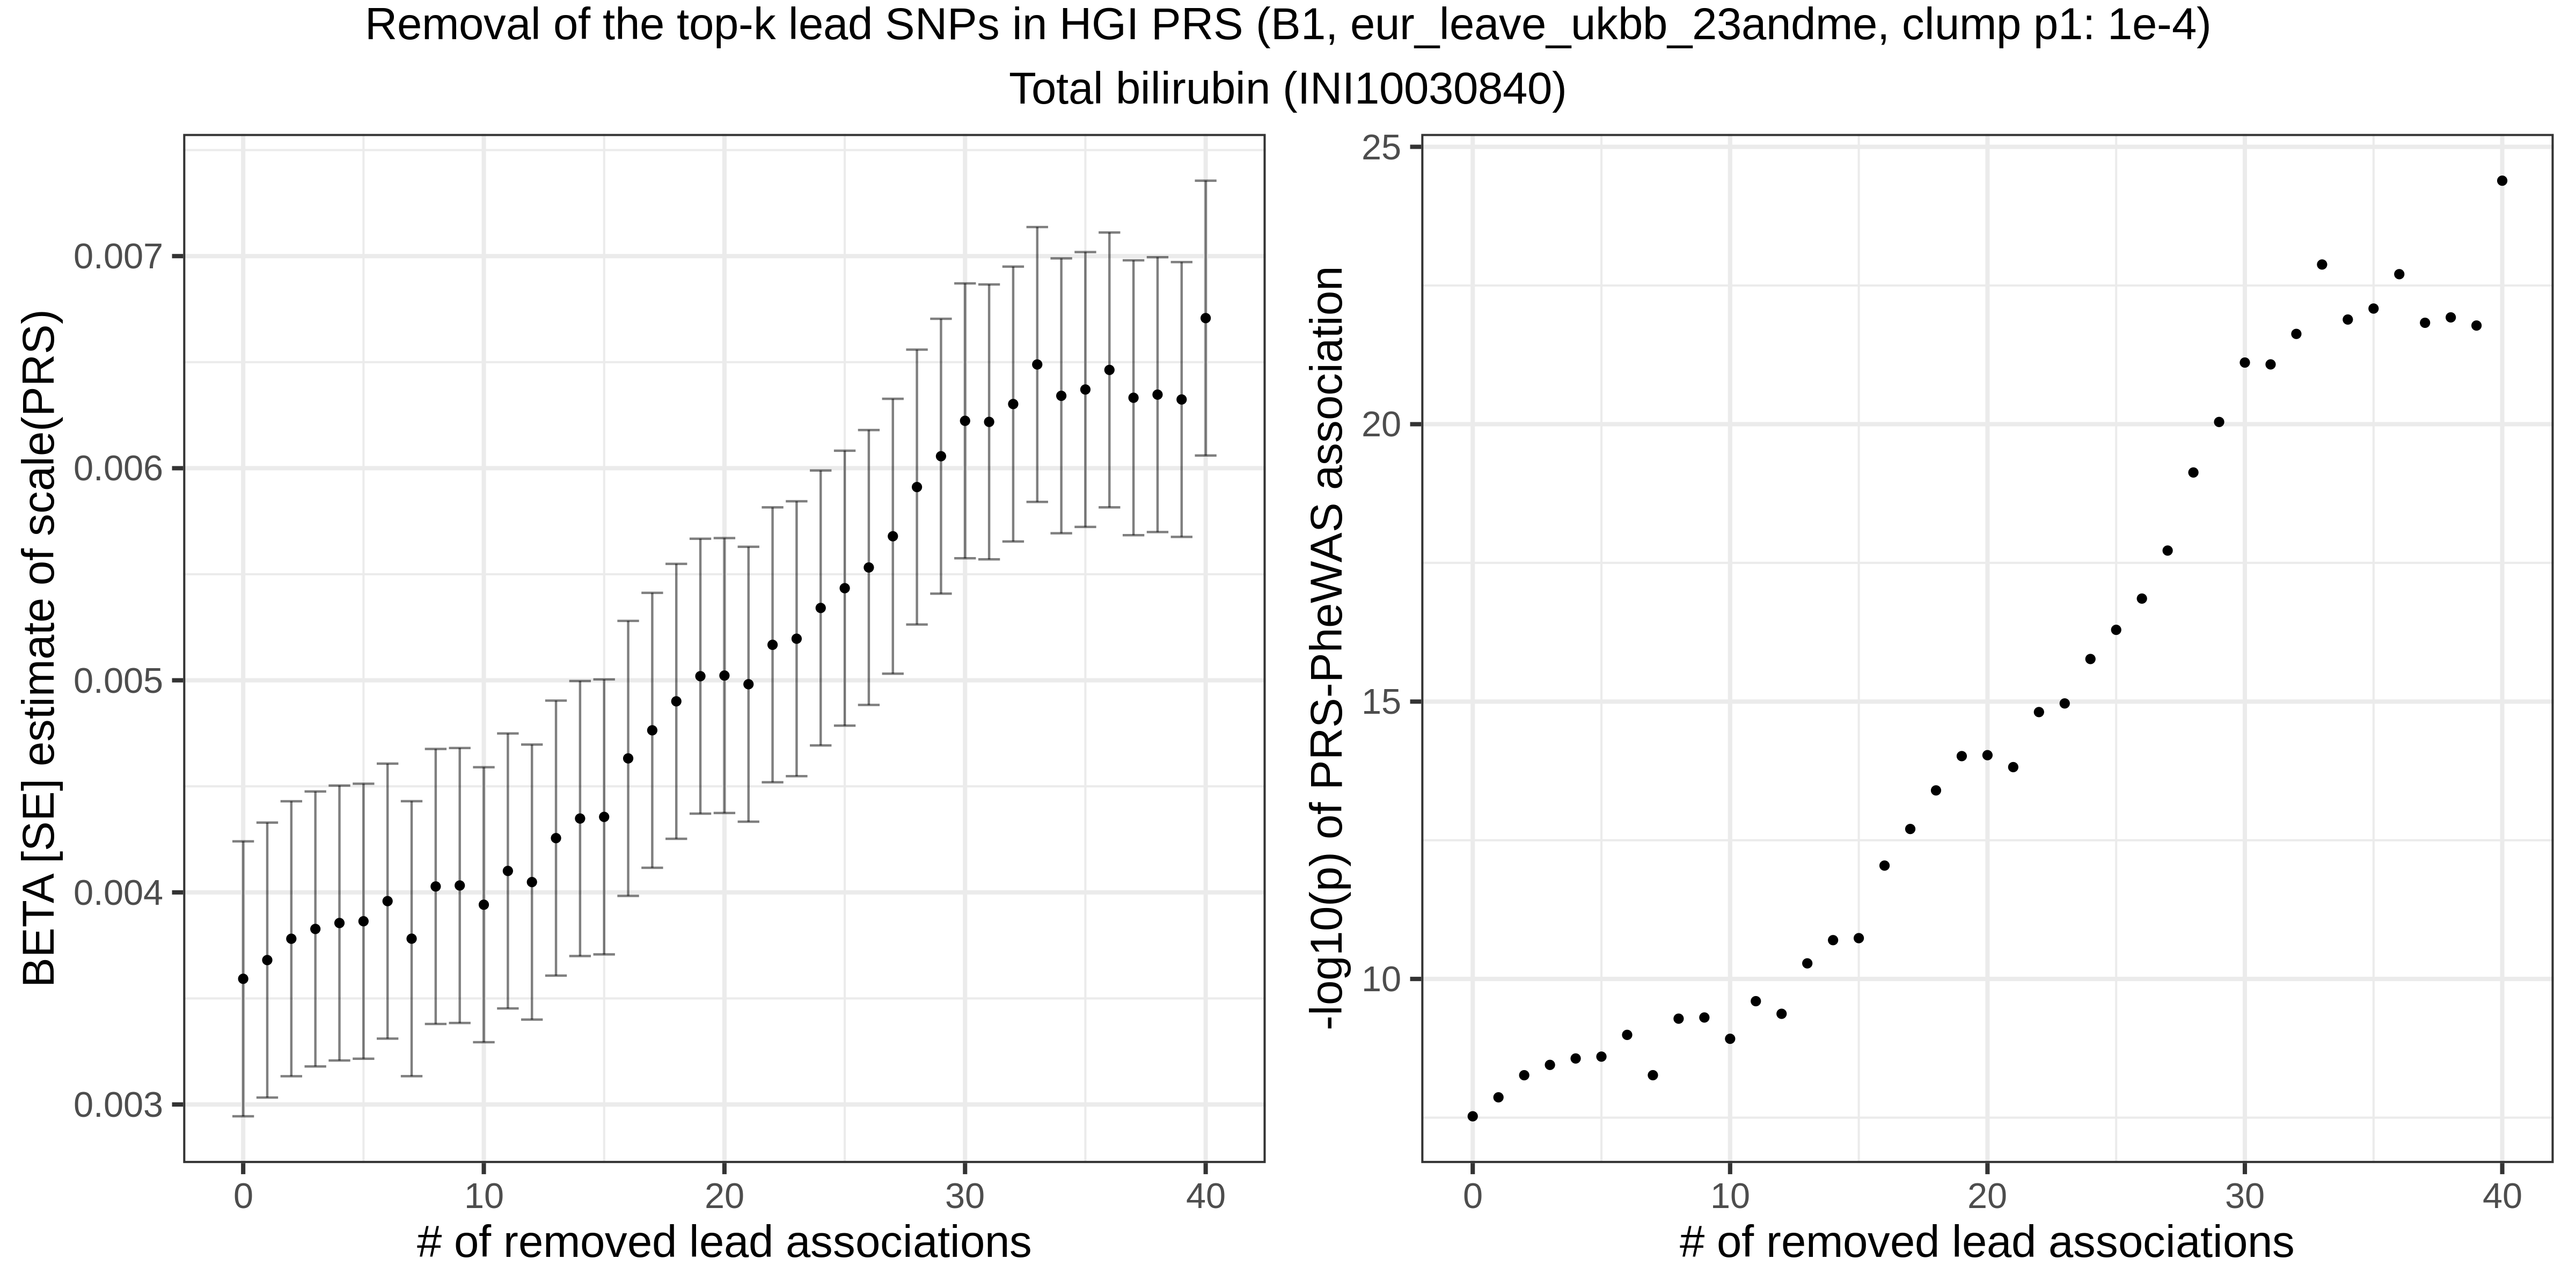 Removal of the top-k lead SNPs in HGI PRS (B1, eur_leave_ukbb_23andme, clump p1: 1e-4)
Total bilirubin (INI10030840)
BETA [SE] estimate of scale(PRS)
0.007
0.006
0.005
0.004
0.003
0 10 20 30 40
# of removed lead associations
-log10(p) of PRS-PheWAS association
25
20
15
10
0 10 20 30 40
# of removed lead associations